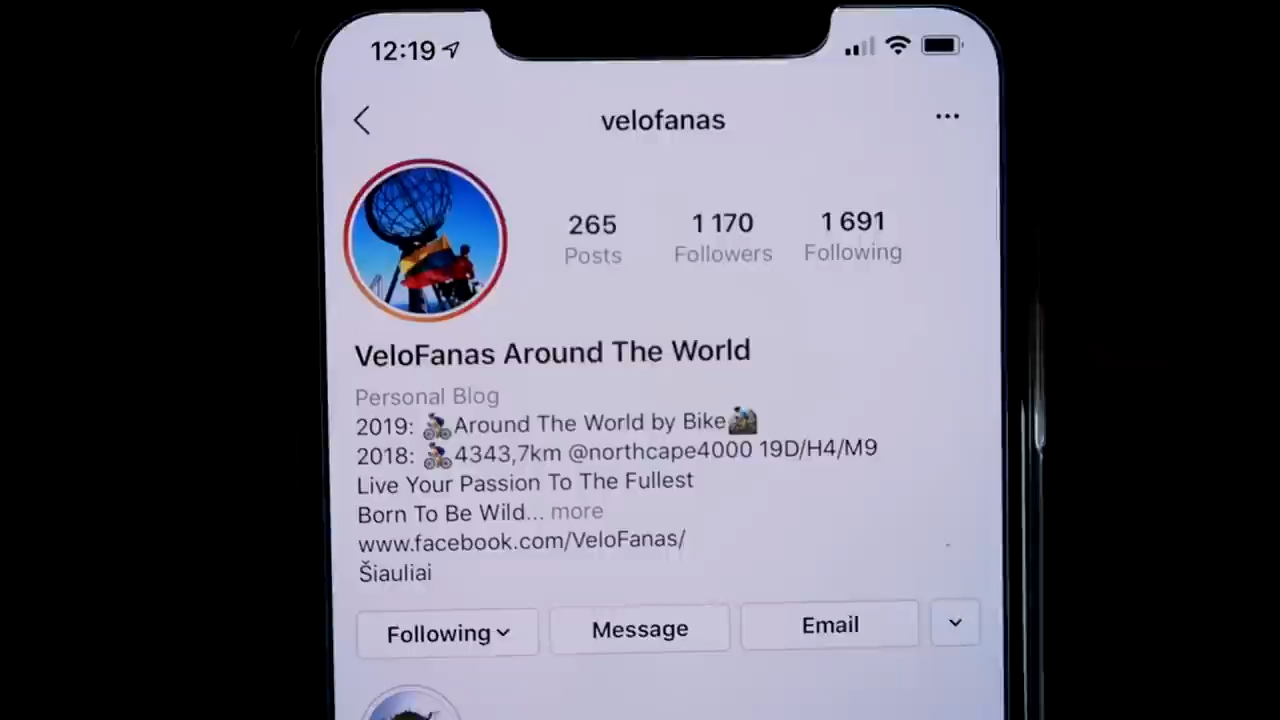 12:19
velofanas
265 1 170 1 691
Posts Followers Following
VeloFanas Around The World
Personal Blog
2019: 🚴Around The World by Bike🚵
2018: 🚴4343,7km @northcape4000 19D/H4/M9
Live Your Passion To The Fullest
Born To Be Wild... more
www.facebook.com/VeloFanas/
Šiauliai
Following Message Email